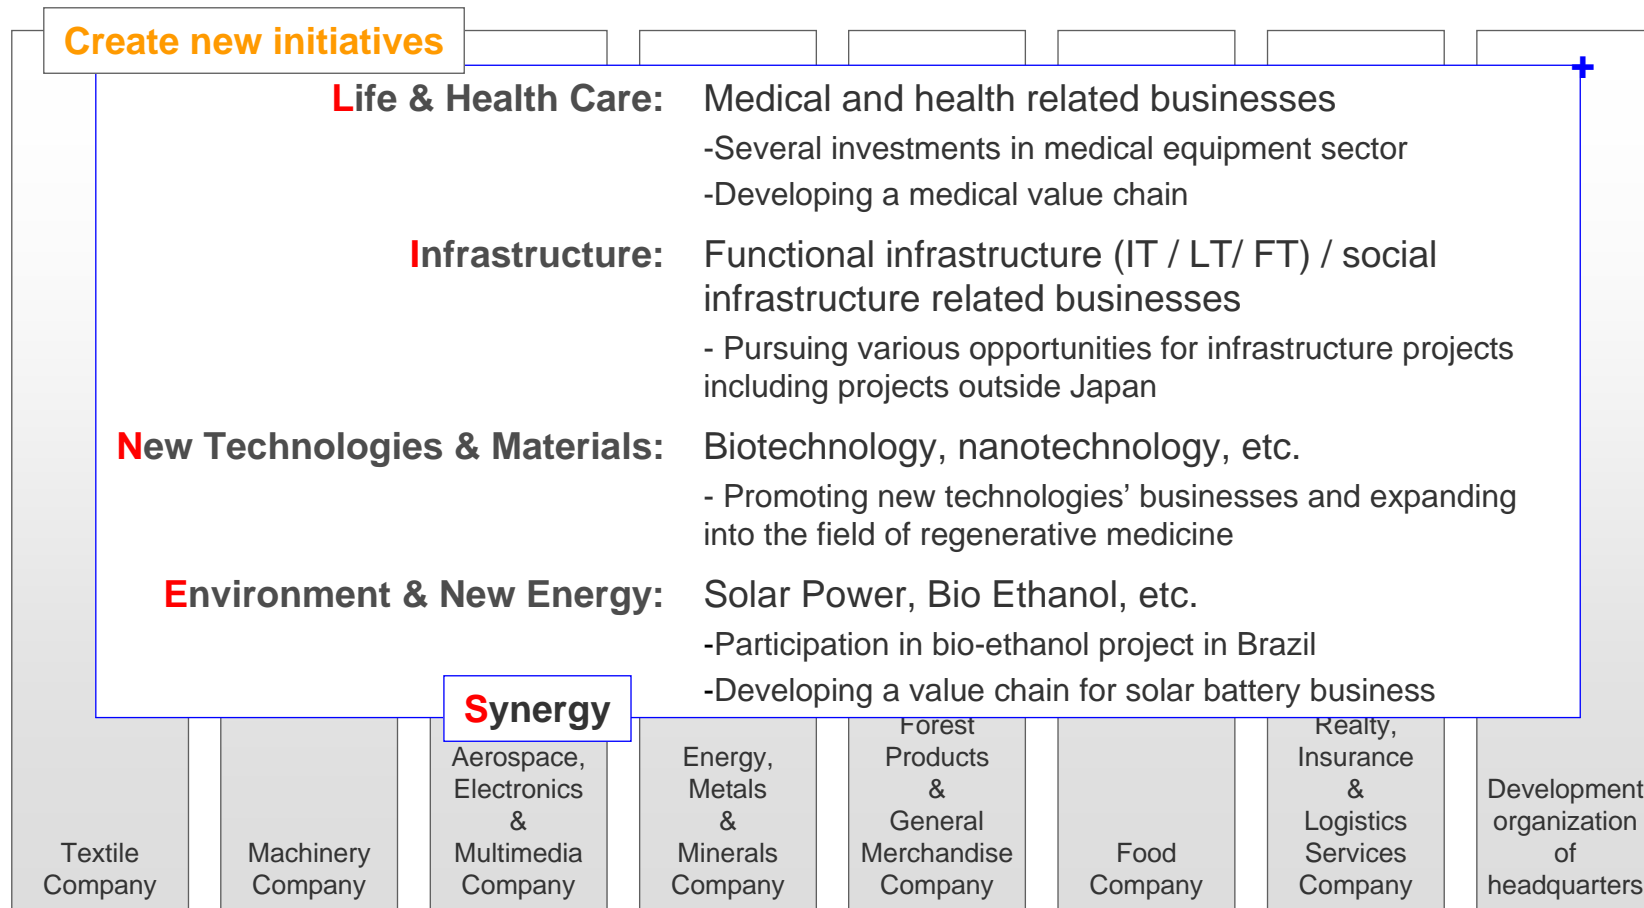 Create new initiatives
+
Life & Health Care: Medical and health related businesses
-Several investments in medical equipment sector
-Developing a medical value chain
Infrastructure: Functional infrastructure (IT / LT/ FT) / social
infrastructure related businesses
- Pursuing various opportunities for infrastructure projects
including projects outside Japan
New Technologies & Materials: Biotechnology, nanotechnology, etc.
- Promoting new technologies’ businesses and expanding
into the field of regenerative medicine
Environment & New Energy: Solar Power, Bio Ethanol, etc.
-Participation in bio-ethanol project in Brazil
-Developing a value chain for solar battery business
Synergy
Textile
Company
Machinery
Company
Aerospace,
Electronics
&
Multimedia
Company
Energy,
Metals
&
Minerals
Company
Forest
Products
&
General
Merchandise
Company
Food
Company
Realty,
Insurance
&
Logistics
Services
Company
Development
organization
of
headquarters